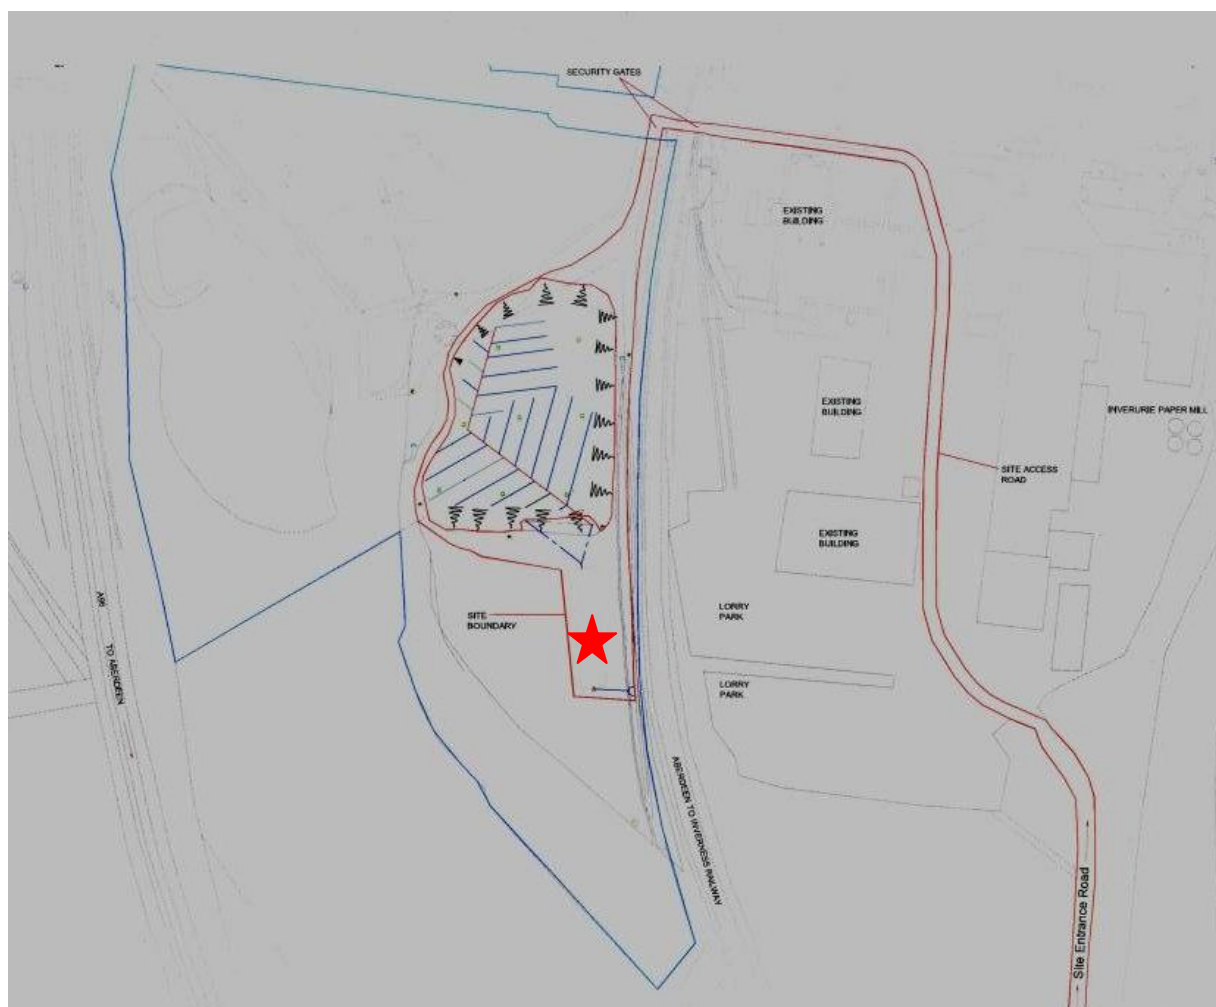 SECURITY GATES
EXISTING
BUILDING
EXISTING
BUILDING
INVERURIE PAPER MILL
SITE ACCESS
ROAD
EXISTING
BUILDING
SITE
BOUNDARY
LORRY
PARK
LORRY
PARK
A96
TO ABERDEEN
ABERDEEN TO INVERNESS RAILWAY
Site Entrance Road